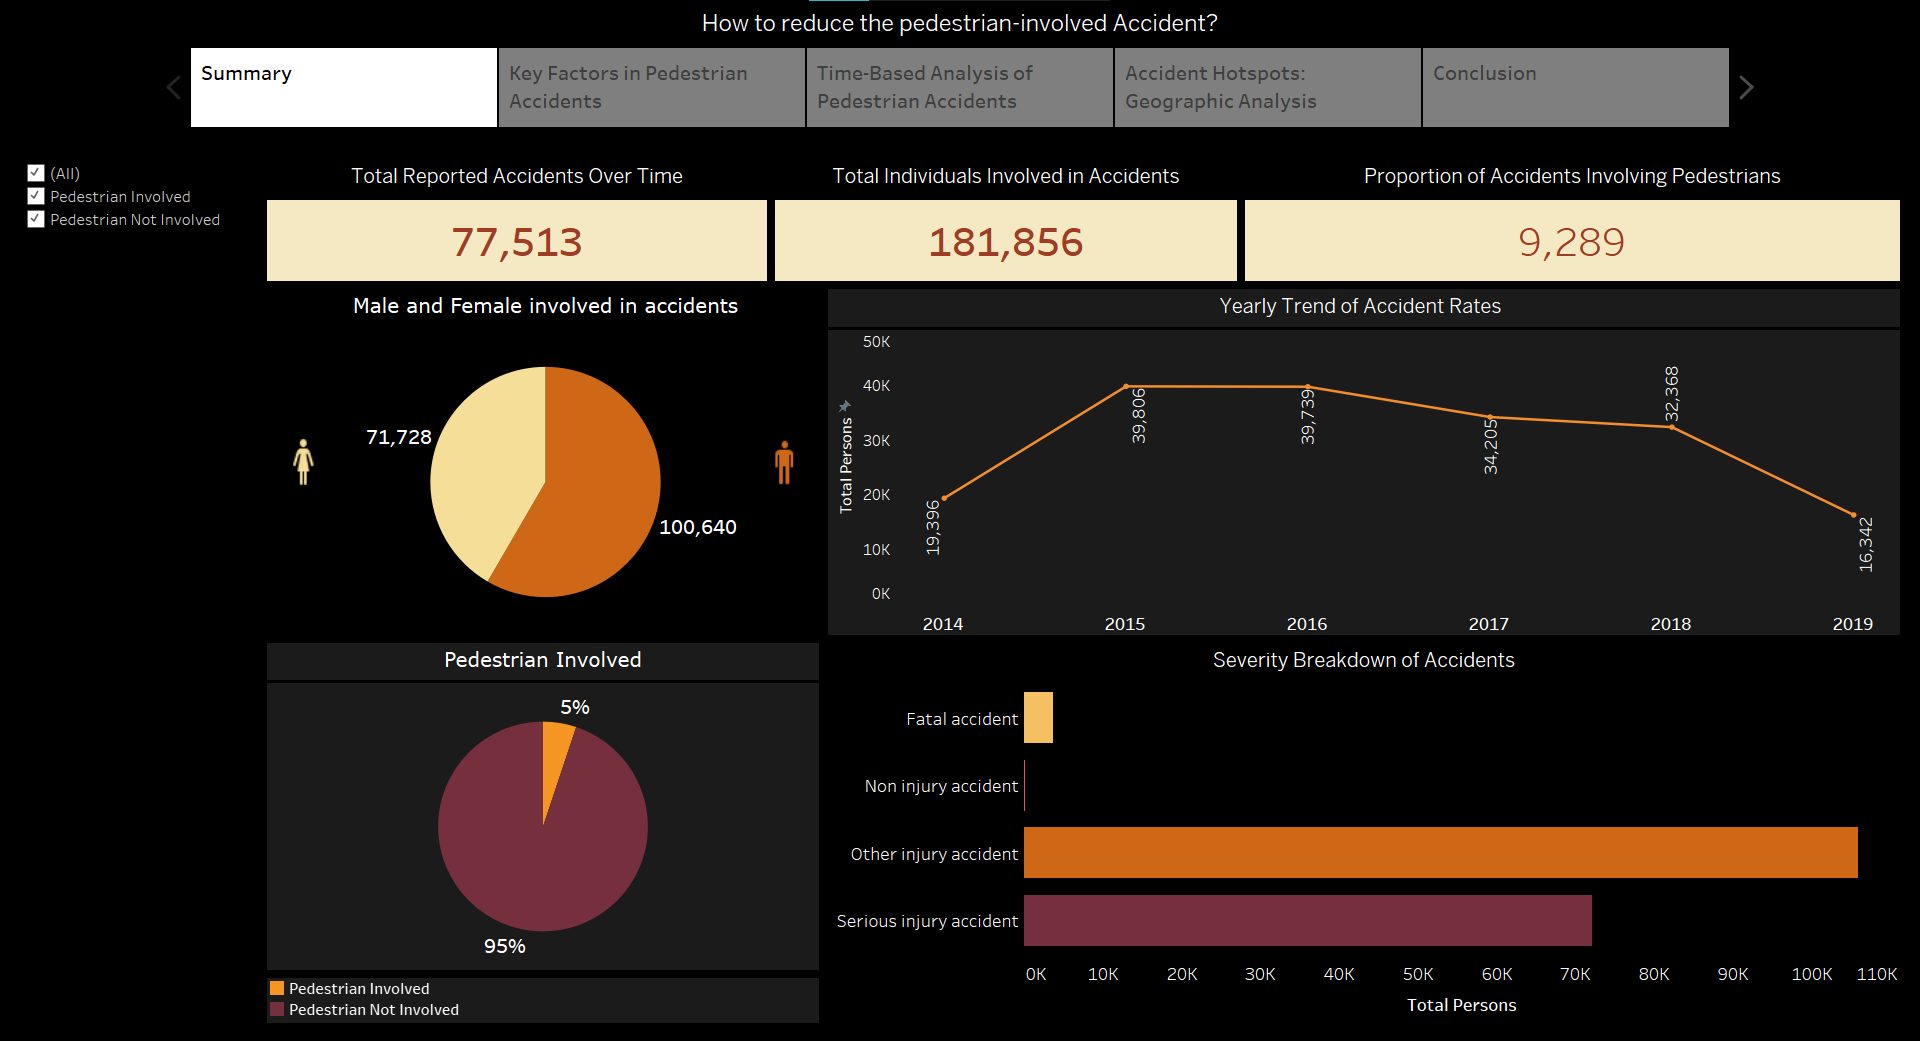 How to reduce the pedestrian-involved Accident?
Summary
Key Factors in Pedestrian
Accidents
Time-Based Analysis of
Pedestrian Accidents
Accident Hotspots:
Geographic Analysis
Conclusion
(All)
Pedestrian Involved
Pedestrian Not Involved
Total Reported Accidents Over Time
77,513
Total Individuals Involved in Accidents
181,856
Proportion of Accidents Involving Pedestrians
9,289
Male and Female involved in accidents
71,728
100,640
Yearly Trend of Accident Rates
Total Persons
50K
40K
30K
20K
10K
0K
19,396
39,806
39,739
34,205
32,368
16,342
2014
2015
2016
2017
2018
2019
Pedestrian Involved
5%
95%
Pedestrian Involved
Pedestrian Not Involved
Severity Breakdown of Accidents
Fatal accident
Non injury accident
Other injury accident
Serious injury accident
0K
10K
20K
30K
40K
50K
60K
70K
80K
90K
100K
110K
Total Persons